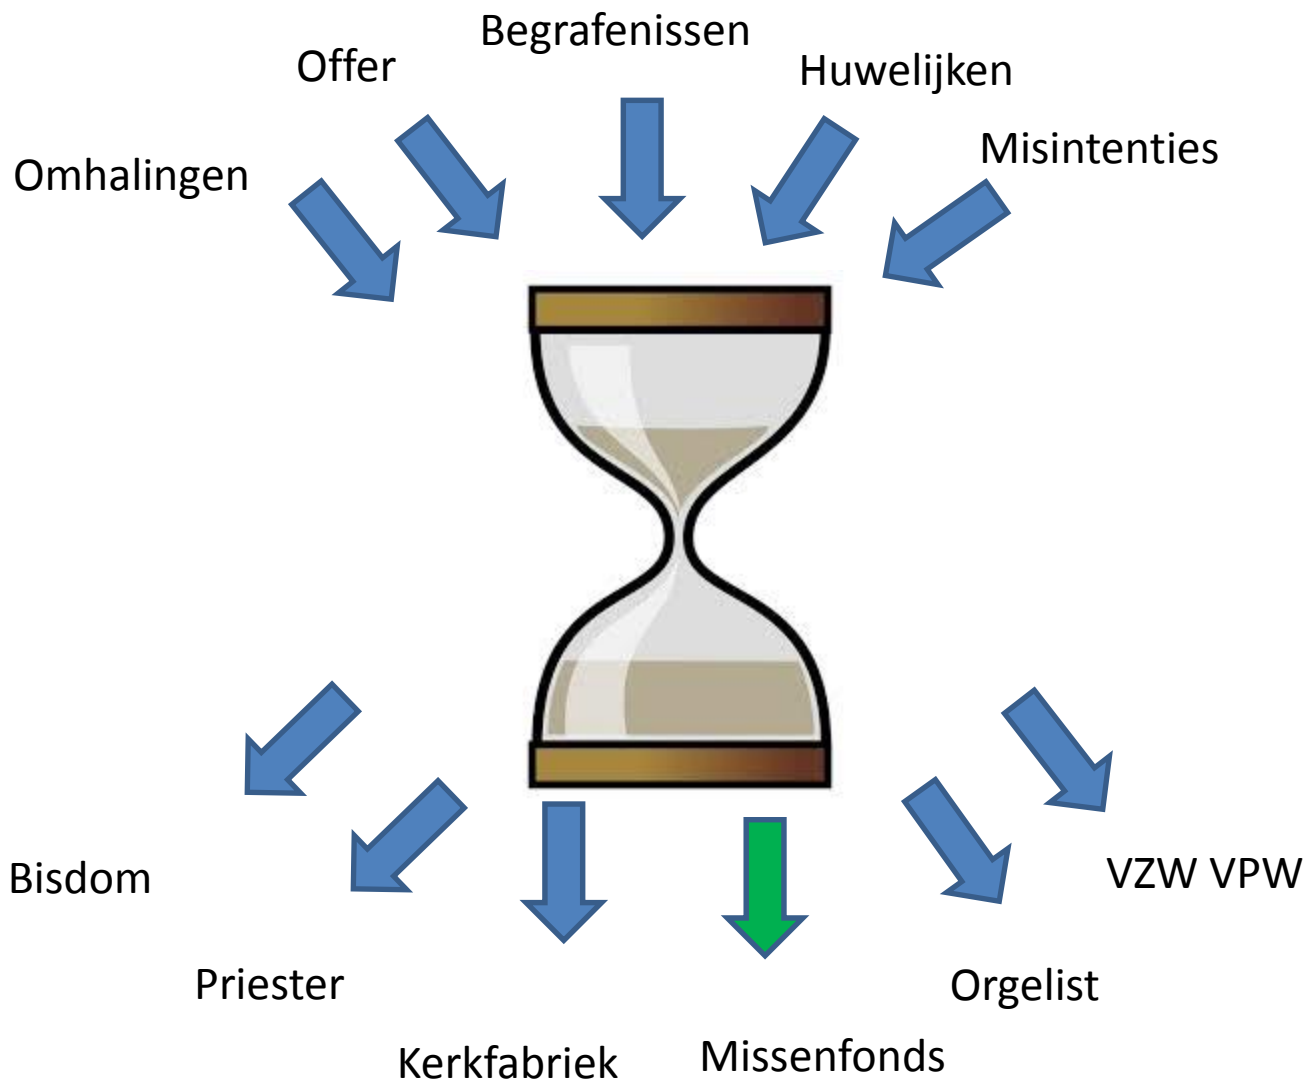 Begrafenissen
Offer
Huwelijken
Misintenties
Omhalingen
Bisdom
VZW VPW
Priester
Orgelist
Kerkfabriek
Missenfonds